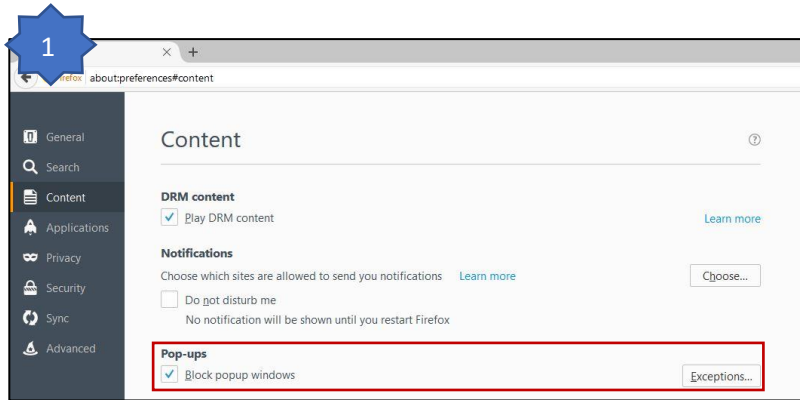 1
× +
Firefox about:preferences#content
General
Content
Search
Content
DRM content
Applications
Play DRM content Learn more
Privacy
Notifications
Choose which sites are allowed to send you notifications Learn more Choose...
Security
Do not disturb me
Sync
No notification will be shown until you restart Firefox
Advanced
Pop-ups
Block popup windows Exceptions...